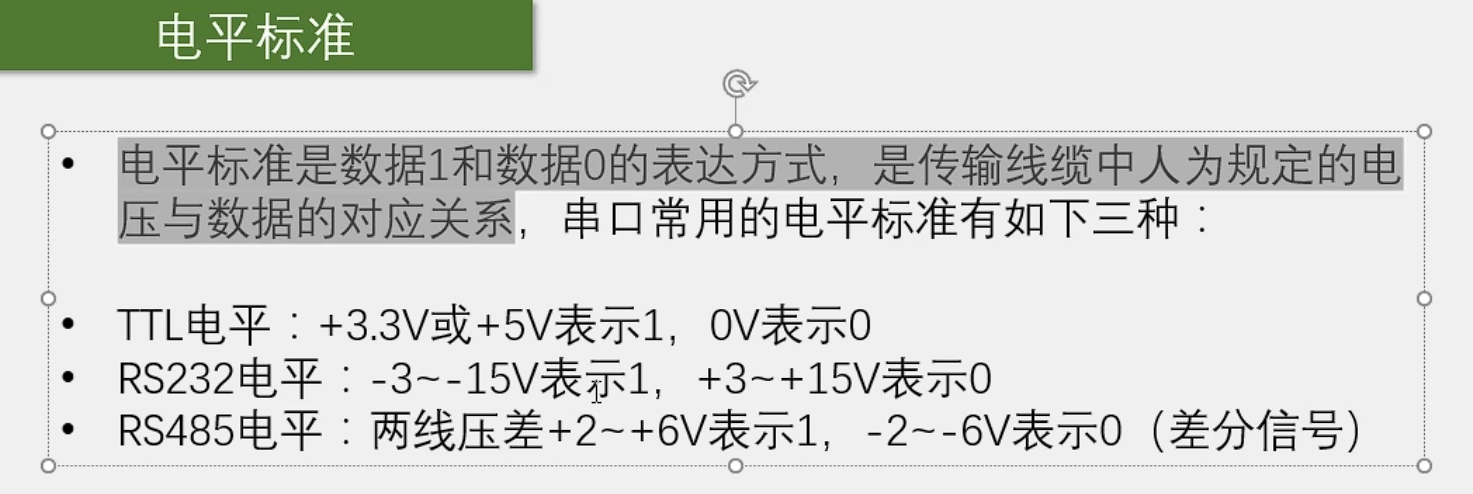 电平标准
• 电平标准是数据1和数据0的表达方式，是传输线缆中人为规定的电
压与数据的对应关系，串口常用的电平标准有如下三种：
• TTL电平：+3.3V或+5V表示1，0V表示0
• RS232电平：-3~-15V表示1，+3~+15V表示0
• RS485电平：两线压差+2~+6V表示1，-2~-6V表示0（差分信号）